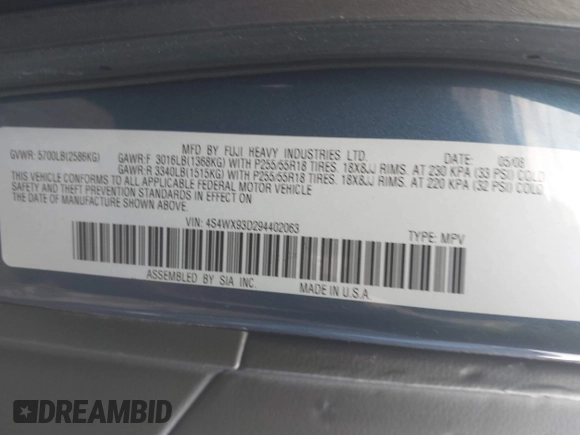 MFD. BY FUJI HEAVY INDUSTRIES LTD. DATE: 05/08
GVWR: 5700LB(2586KG) GAWR:F 3016LB(1368KG) WITH P255/55R18 TIRES. 18X8JJ RIMS. AT 230 KPA (33 PSI) COLD
GAWR:R 3340LB(1515KG) WITH P255/55R18 TIRES. 18X8JJ RIMS. AT 220 KPA (32 PSI) COLD
THIS VEHICLE CONFORMS TO ALL APPLICABLE FEDERAL MOTOR VEHICLE
SAFETY AND THEFT PREVENTION STANDARDS IN EFFECT ON
THE DATE OF MANUFACTURE SHOWN ABOVE.
VIN: 4S4WX93D294402063 TYPE: MPV
ASSEMBLED BY SIA INC. MADE IN U.S.A.
DREAMBID